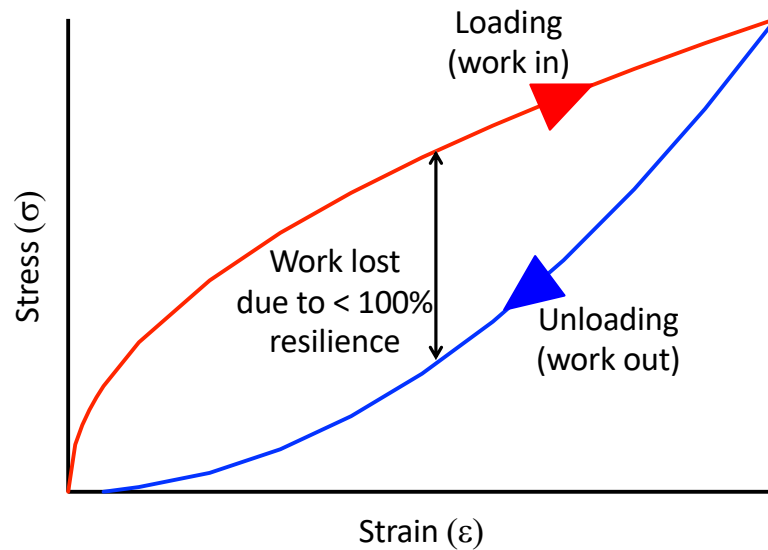 Loading
(work in)
Stress (σ)
Work lost
due to < 100%
resilience
Unloading
(work out)
Strain (ε)